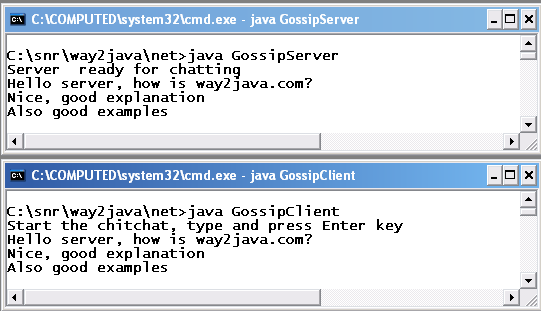 C:\COMPUTED\system32\cmd.exe - java GossipServer
C:\snr\way2java\net>java GossipServer
Server  ready for chatting
Hello server, how is way2java.com?
Nice, good explanation
Also good examples
C:\COMPUTED\system32\cmd.exe - java GossipClient
C:\snr\way2java\net>java GossipClient
Start the chitchat, type and press Enter key
Hello server, how is way2java.com?
Nice, good explanation
Also good examples